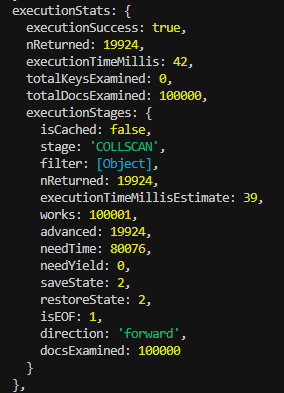 executionStats: {
executionSuccess: true,
nReturned: 19924,
executionTimeMillis: 42,
totalKeysExamined: 0,
totalDocsExamined: 100000,
executionStages: {
isCached: false,
stage: 'COLLSCAN',
filter: [Object],
nReturned: 19924,
executionTimeMillisEstimate: 39,
works: 100001,
advanced: 19924,
needTime: 80076,
needYield: 0,
saveState: 2,
restoreState: 2,
isEOF: 1,
direction: 'forward',
docsExamined: 100000
}
},